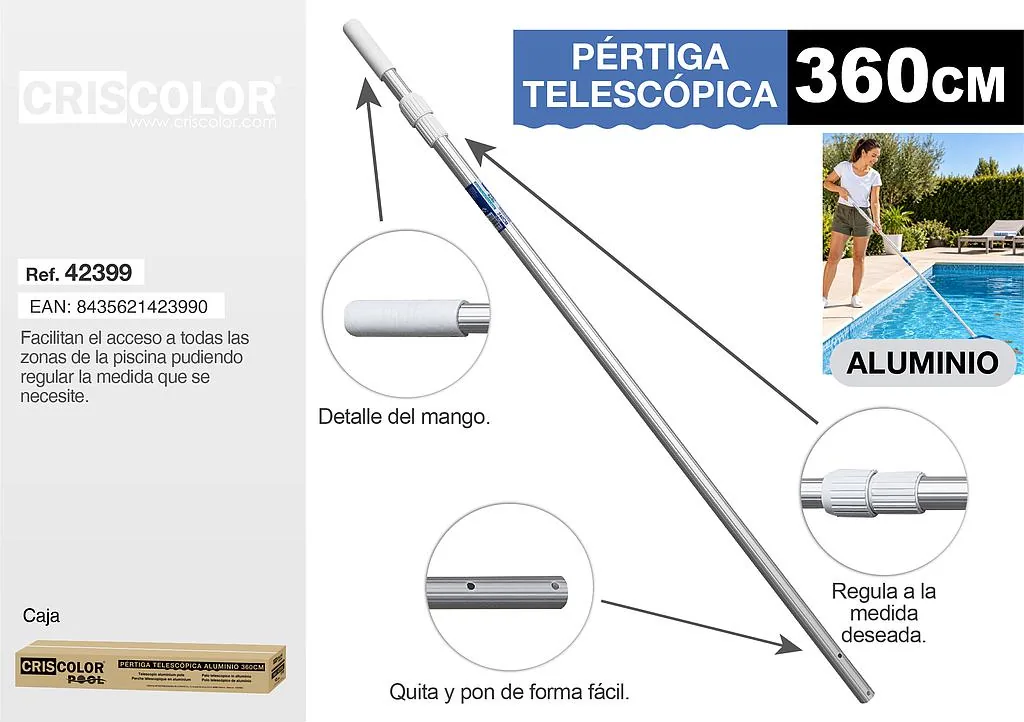 CRISCOLOR®
www.criscolor.com
PÉRTIGA
TELESCÓPICA
360CM
ALUMINIO
Ref. 42399
EAN: 8435621423990
Facilitan el acceso a todas las
zonas de la piscina pudiendo
regular la medida que se
necesite.
Detalle del mango.
Regula a la
medida
deseada.
Quita y pon de forma fácil.
Caja
CRISCOLOR®
POOL
PÉRTIGA TELESCÓPICA ALUMINIO 360CM